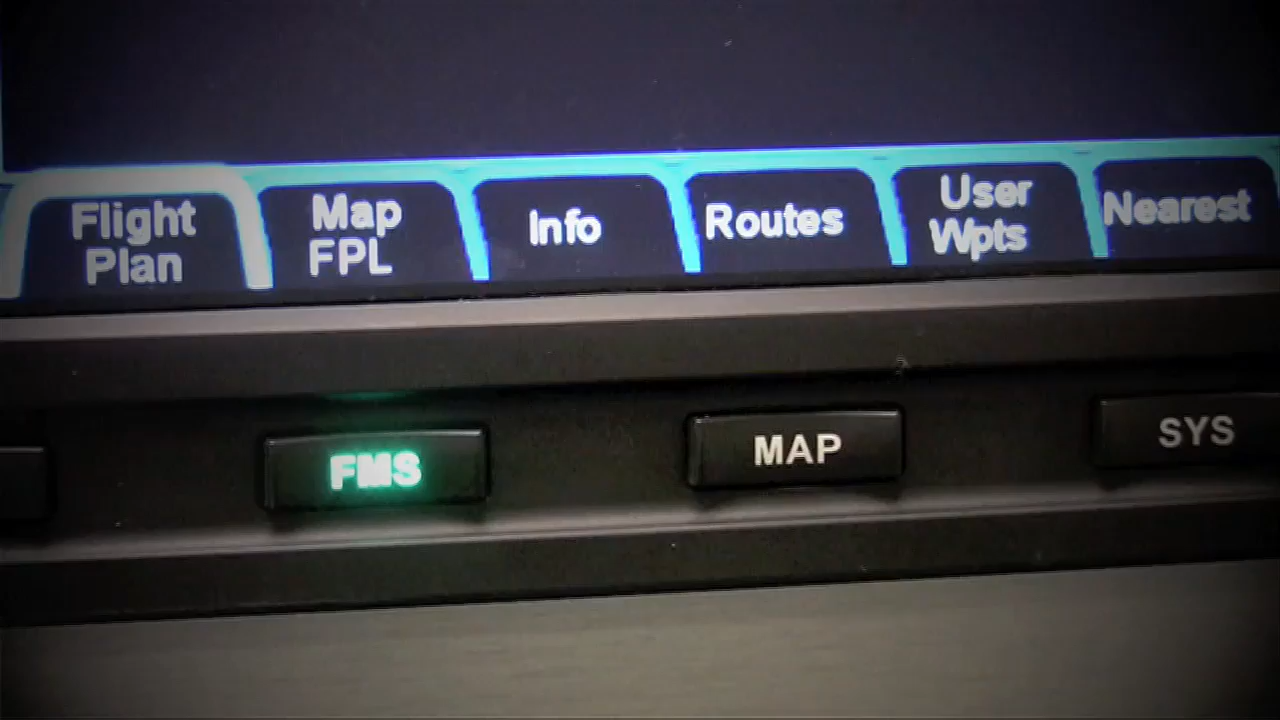 Flight
Plan
Map
FPL
Info
Routes
User
Wpts
Nearest
FMS
MAP
SYS